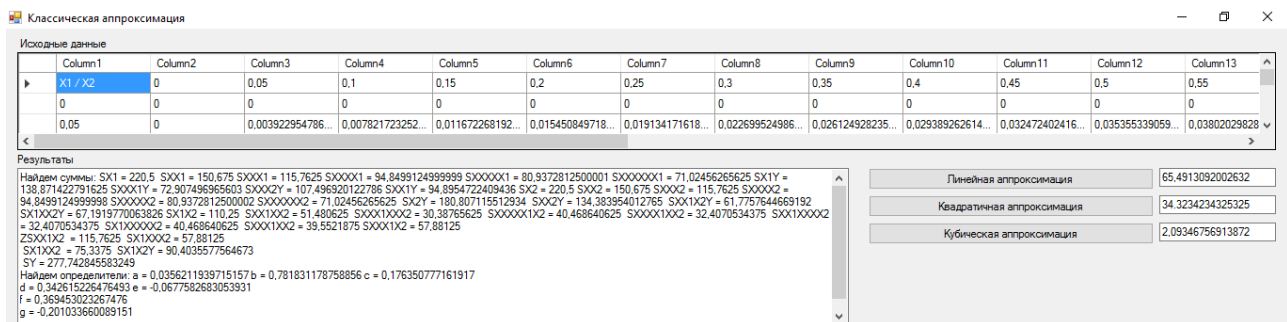 Классическая аппроксимация
Исходные данные
Column1 Column2 Column3 Column4 Column5 Column6 Column7 Column8 Column9 Column10 Column11 Column12 Column13
X1 / X2 0 0,05 0,1 0,15 0,2 0,25 0,3 0,35 0,4 0,45 0,5 0,55
0 0 0 0 0 0 0 0 0 0 0 0 0
0,05 0 0,003922954786... 0,007821723252... 0,011672268192... 0,015450849718... 0,019134171618... 0,022699524986... 0,026124928235... 0,029389262614... 0,032472402416... 0,035355339059... 0,03802029828
Результаты
Найдем суммы: SX1 = 220,5 SXX1 = 150,675 SXXX1 = 115,7625 SXXXX1 = 94,8499124999999 SXXXXX1 = 80,9372812500001 SXXXXXX1 = 71,02456265625 SX1Y =
138,871422791625 SXXX1Y = 72,907496965603 SXXX2Y = 107,496920122786 SXX1Y = 94,8954722409436 SX2 = 220,5 SXX2 = 150,675 SXXX2 = 115,7625 SXXXX2 =
94,8499124999998 SXXXXX2 = 80,9372812500002 SXXXXXX2 = 71,02456265625 SX2Y = 180,807115512934 SXX2Y = 134,383954012765 SXX1X2Y = 61,7757644669192
SX1XX2Y = 67,1919770063826 SX1X2 = 110,25 SXX1XX2 = 51,480625 SXXX1XXX2 = 30,38765625 SXXXXX1X2 = 40,468640625 SXXXX1XX2 = 32,4070534375 SXX1XXXX2
= 32,4070534375 SX1XXXXX2 = 40,468640625 SXXX1XX2 = 39,5521875 SXXX1X2 = 57,88125
ZSXX1X2 = 115,7625 SX1XXX2 = 57,88125
SX1XX2 = 75,3375 SX1X2Y = 90,4035577564673
SY = 277,742845583249
Найдем определители: a = 0,0356211939715157 b = 0,781831178758856 c = 0,176350777161917
d = 0,342615226476493 e = -0,0677582683053931
f = 0,369453023267476
g = -0,201033660089151
Линейная аппроксимация 65,4913092002632
Квадратичная аппроксимация 34.3234234325325
Кубическая аппроксимация 2,09346756913872